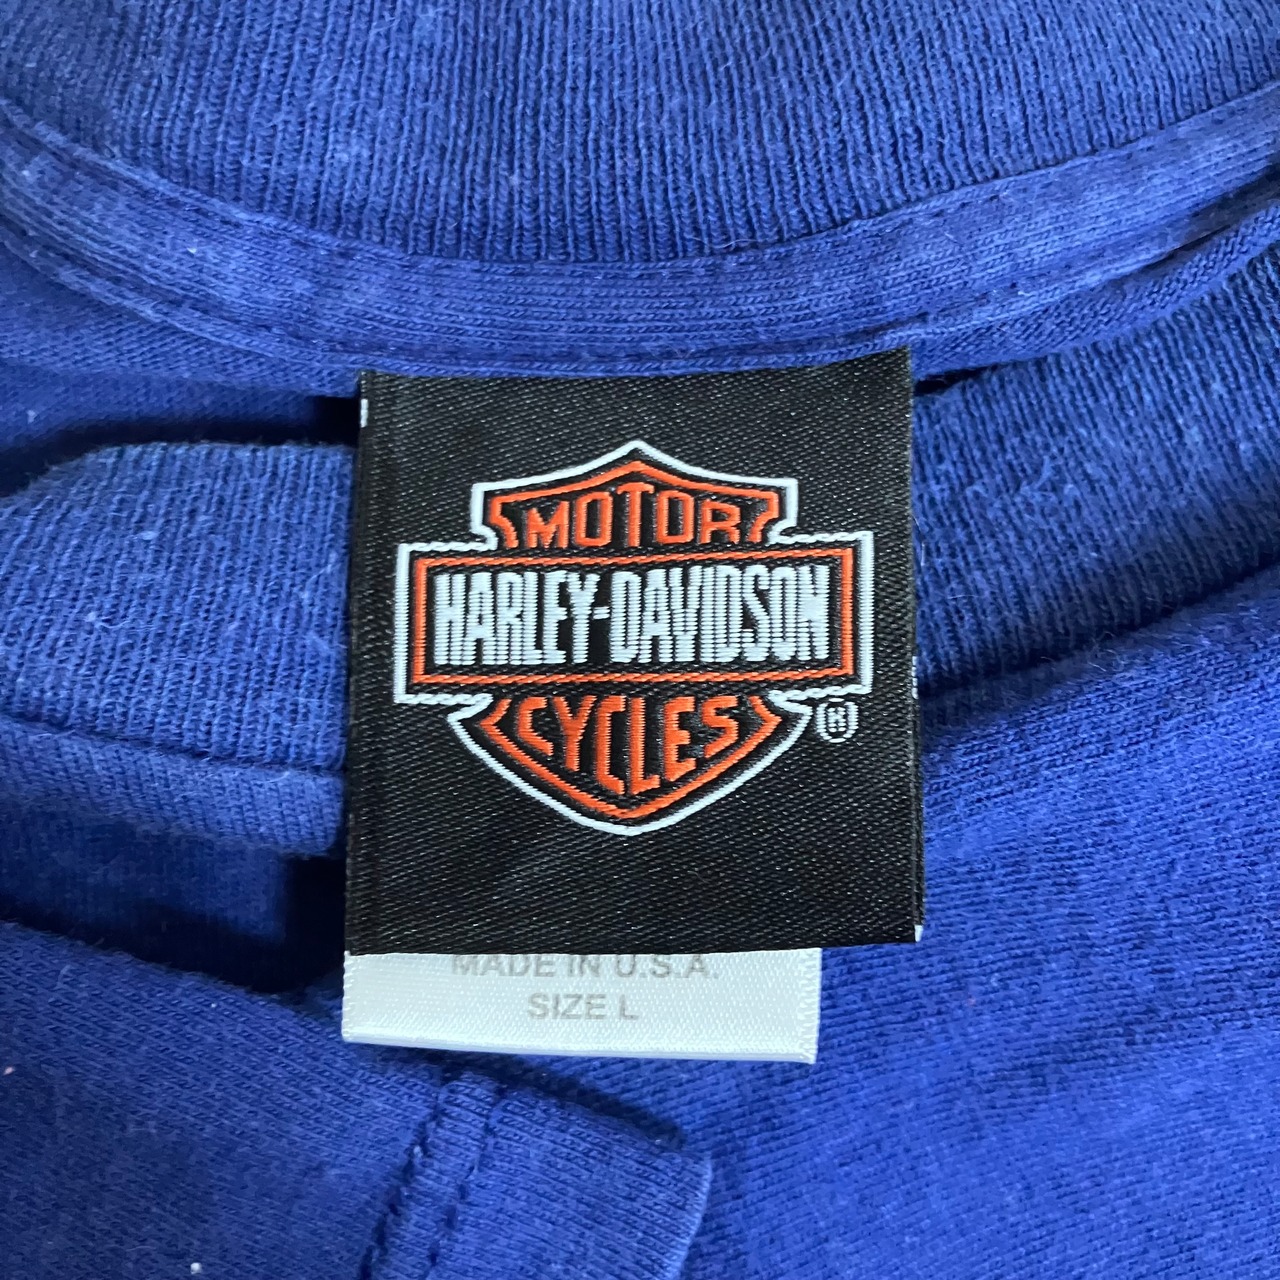 MOTOR
HARLEY-DAVIDSON
CYCLES
®
MADE IN U.S.A.
SIZE L